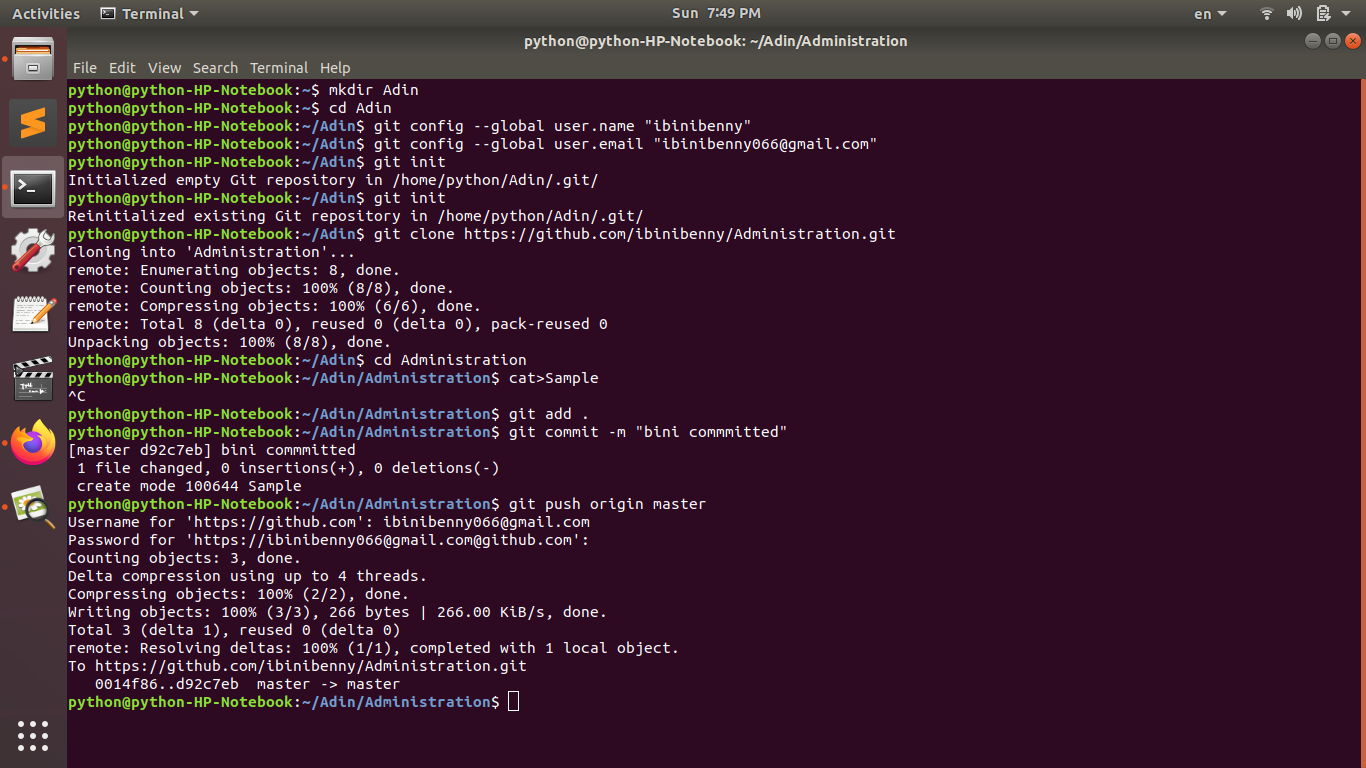 Activities Terminal Sun 7:49 PM en
python@python-HP-Notebook: ~/Adin/Administration
File Edit View Search Terminal Help
python@python-HP-Notebook:~$ mkdir Adin
python@python-HP-Notebook:~$ cd Adin
python@python-HP-Notebook:~/Adin$ git config --global user.name "ibinibenny"
python@python-HP-Notebook:~/Adin$ git config --global user.email "ibinibenny066@gmail.com"
python@python-HP-Notebook:~/Adin$ git init
Initialized empty Git repository in /home/python/Adin/.git/
python@python-HP-Notebook:~/Adin$ git init
Reinitialized existing Git repository in /home/python/Adin/.git/
python@python-HP-Notebook:~/Adin$ git clone https://github.com/ibinibenny/Administration.git
Cloning into 'Administration'...
remote: Enumerating objects: 8, done.
remote: Counting objects: 100% (8/8), done.
remote: Compressing objects: 100% (6/6), done.
remote: Total 8 (delta 0), reused 0 (delta 0), pack-reused 0
Unpacking objects: 100% (8/8), done.
python@python-HP-Notebook:~/Adin$ cd Administration
python@python-HP-Notebook:~/Adin/Administration$ cat>Sample
^C
python@python-HP-Notebook:~/Adin/Administration$ git add .
python@python-HP-Notebook:~/Adin/Administration$ git commit -m "bini commmitted"
[master d92c7eb] bini commmitted
 1 file changed, 0 insertions(+), 0 deletions(-)
 create mode 100644 Sample
python@python-HP-Notebook:~/Adin/Administration$ git push origin master
Username for 'https://github.com': ibinibenny066@gmail.com
Password for 'https://ibinibenny066@gmail.com@github.com':
Counting objects: 3, done.
Delta compression using up to 4 threads.
Compressing objects: 100% (2/2), done.
Writing objects: 100% (3/3), 266 bytes | 266.00 KiB/s, done.
Total 3 (delta 1), reused 0 (delta 0)
remote: Resolving deltas: 100% (1/1), completed with 1 local object.
To https://github.com/ibinibenny/Administration.git
   0014f86..d92c7eb  master -> master
python@python-HP-Notebook:~/Adin/Administration$